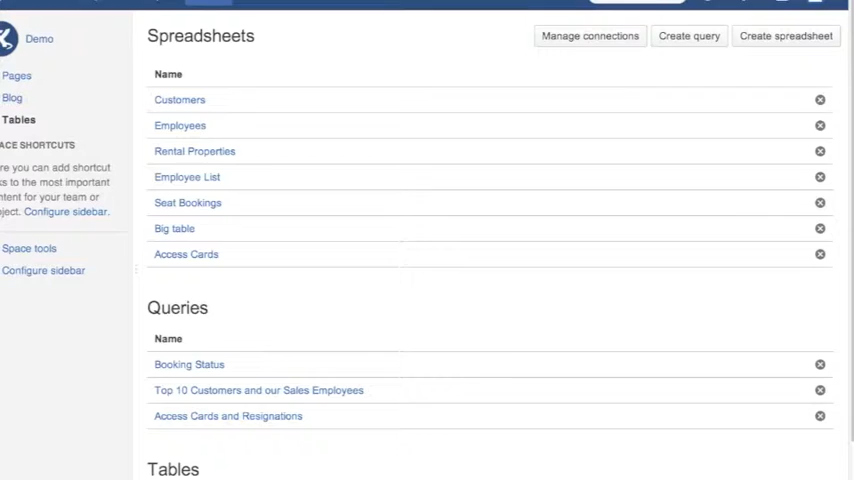 Demo
Pages
Blog
Tables
ACE SHORTCUTS
re you can add shortcut
ks to the most important
ntent for your team or
oject. Configure sidebar.
Space tools
Configure sidebar
Spreadsheets
Manage connections
Create query
Create spreadsheet
Name
Customers
Employees
Rental Properties
Employee List
Seat Bookings
Big table
Access Cards
Queries
Name
Booking Status
Top 10 Customers and our Sales Employees
Access Cards and Resignations
Tables